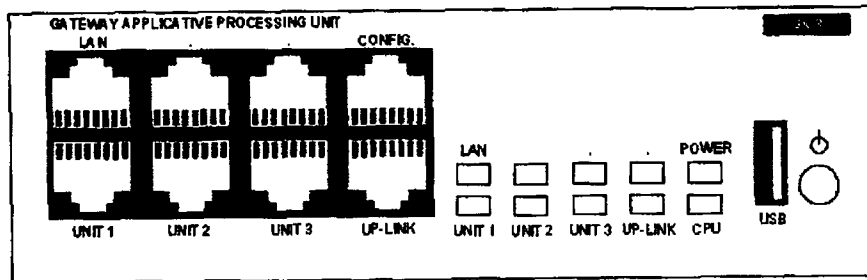 GATEWAY APPLICATIVE PROCESSING UNIT
LAN CONFIG.
LAN POWER
UNIT 1 UNIT 2 UNIT 3 UP-LINK UNIT 1 UNIT 2 UNIT 3 UP-LINK CPU USB